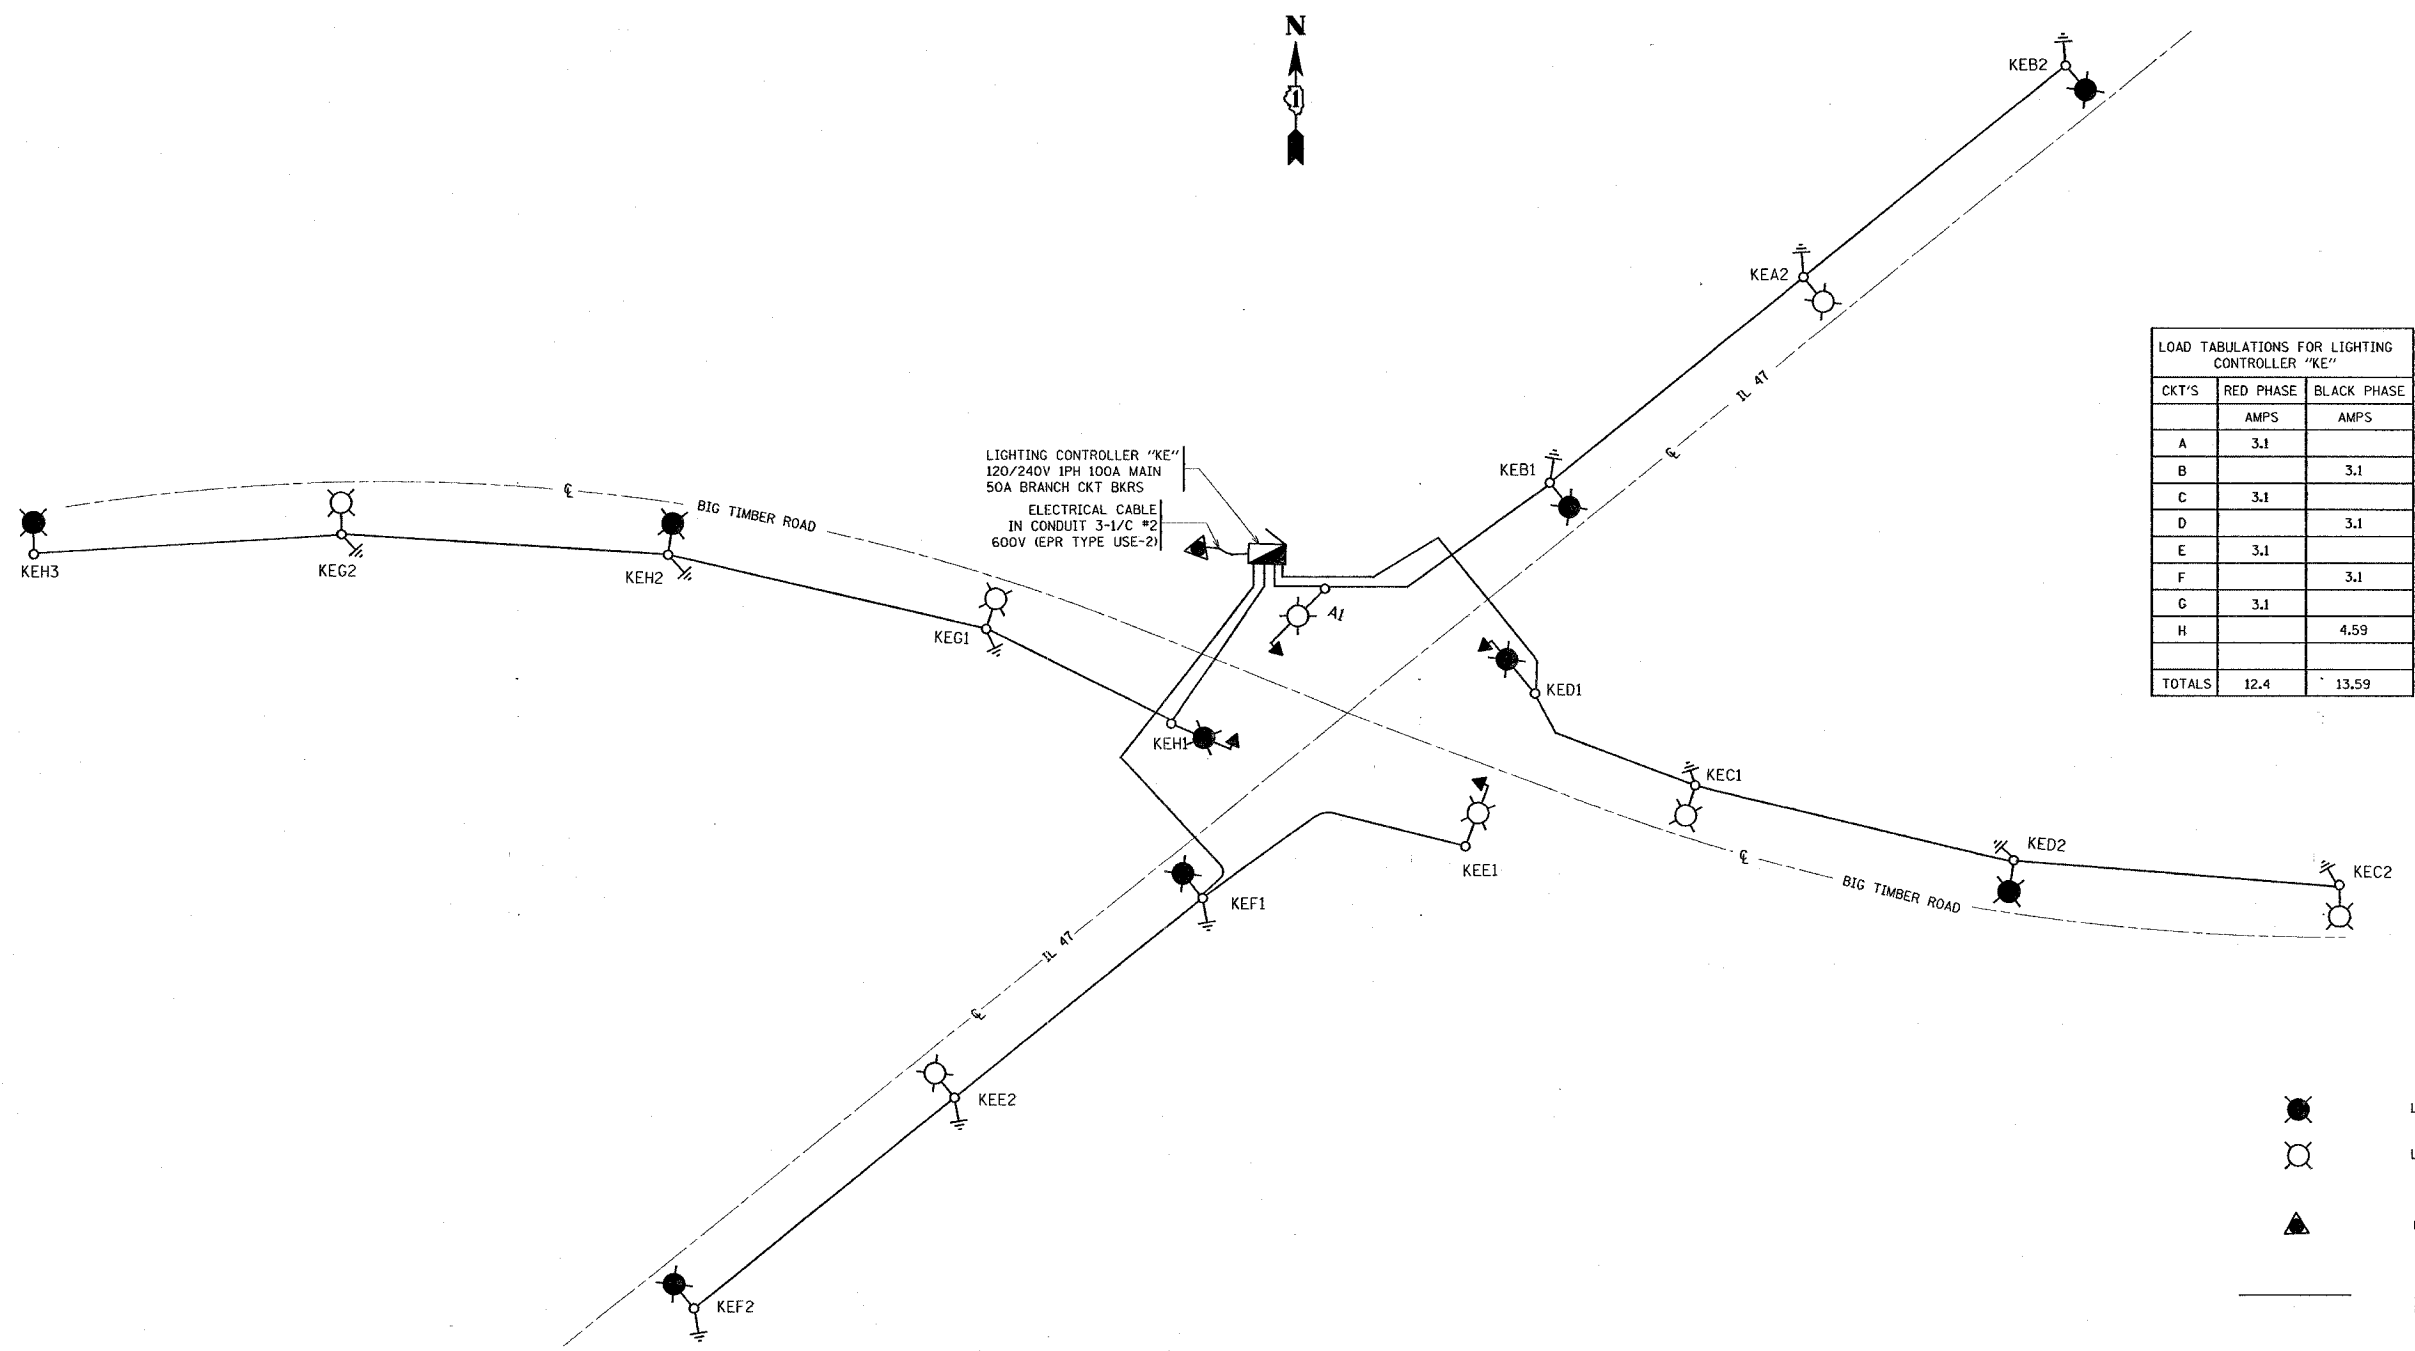 N
1
KEB2
KEA2
IL 47
℄
KEB1
LOAD TABULATIONS FOR LIGHTING
CONTROLLER "KE"
CKT'S RED PHASE BLACK PHASE
AMPS AMPS
A 3.1
B 3.1
C 3.1
D 3.1
E 3.1
F 3.1
G 3.1
H 4.59
TOTALS 12.4 13.59
LIGHTING CONTROLLER "KE"
120/240V 1PH 100A MAIN
50A BRANCH CKT BKRS
ELECTRICAL CABLE
IN CONDUIT 3-1/C #2
600V (EPR TYPE USE-2)
℄
BIG TIMBER ROAD
KEH3
KEG2
KEH2
KEG1
A1
KEH1
KED1
KEC1
KED2
KEC2
℄
BIG TIMBER ROAD
KEE1
KEF1
IL 47
℄
KEE2
KEF2